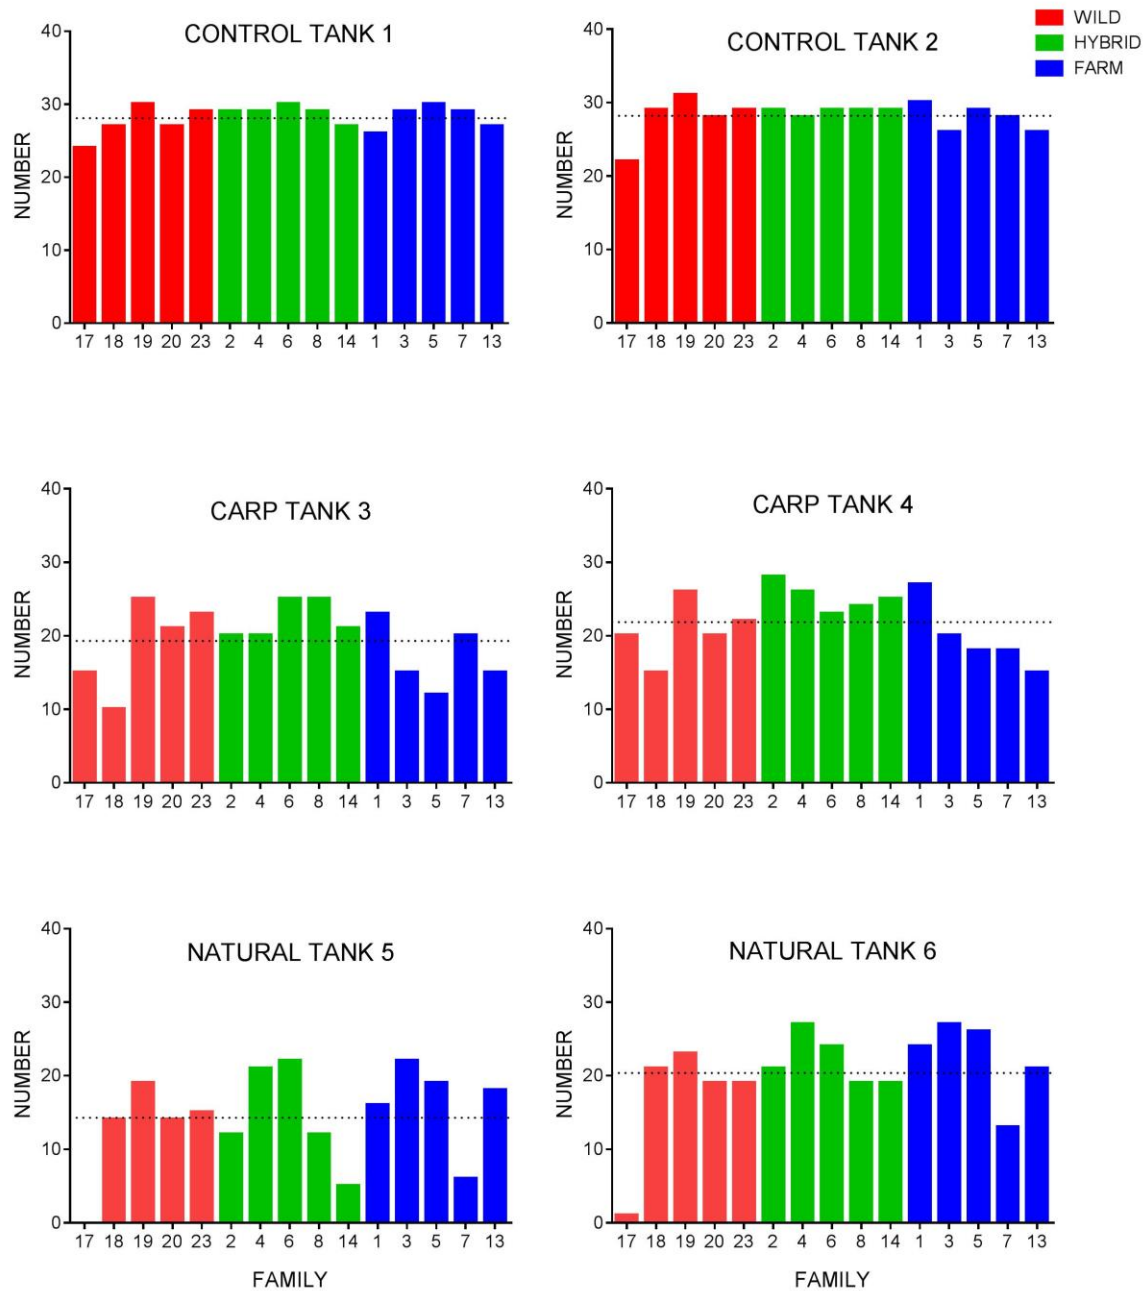 CONTROL TANK 1
40
30
20
10
0
NUMBER
17 18 19 20 23 2 4 6 8 14 1 3 5 7 13
CONTROL TANK 2
WILD
HYBRID
FARM
40
30
20
10
0
NUMBER
17 18 19 20 23 2 4 6 8 14 1 3 5 7 13
CARP TANK 3
40
30
20
10
0
NUMBER
17 18 19 20 23 2 4 6 8 14 1 3 5 7 13
CARP TANK 4
40
30
20
10
0
NUMBER
17 18 19 20 23 2 4 6 8 14 1 3 5 7 13
NATURAL TANK 5
40
30
20
10
0
NUMBER
17 18 19 20 23 2 4 6 8 14 1 3 5 7 13
FAMILY
NATURAL TANK 6
40
30
20
10
0
NUMBER
17 18 19 20 23 2 4 6 8 14 1 3 5 7 13
FAMILY